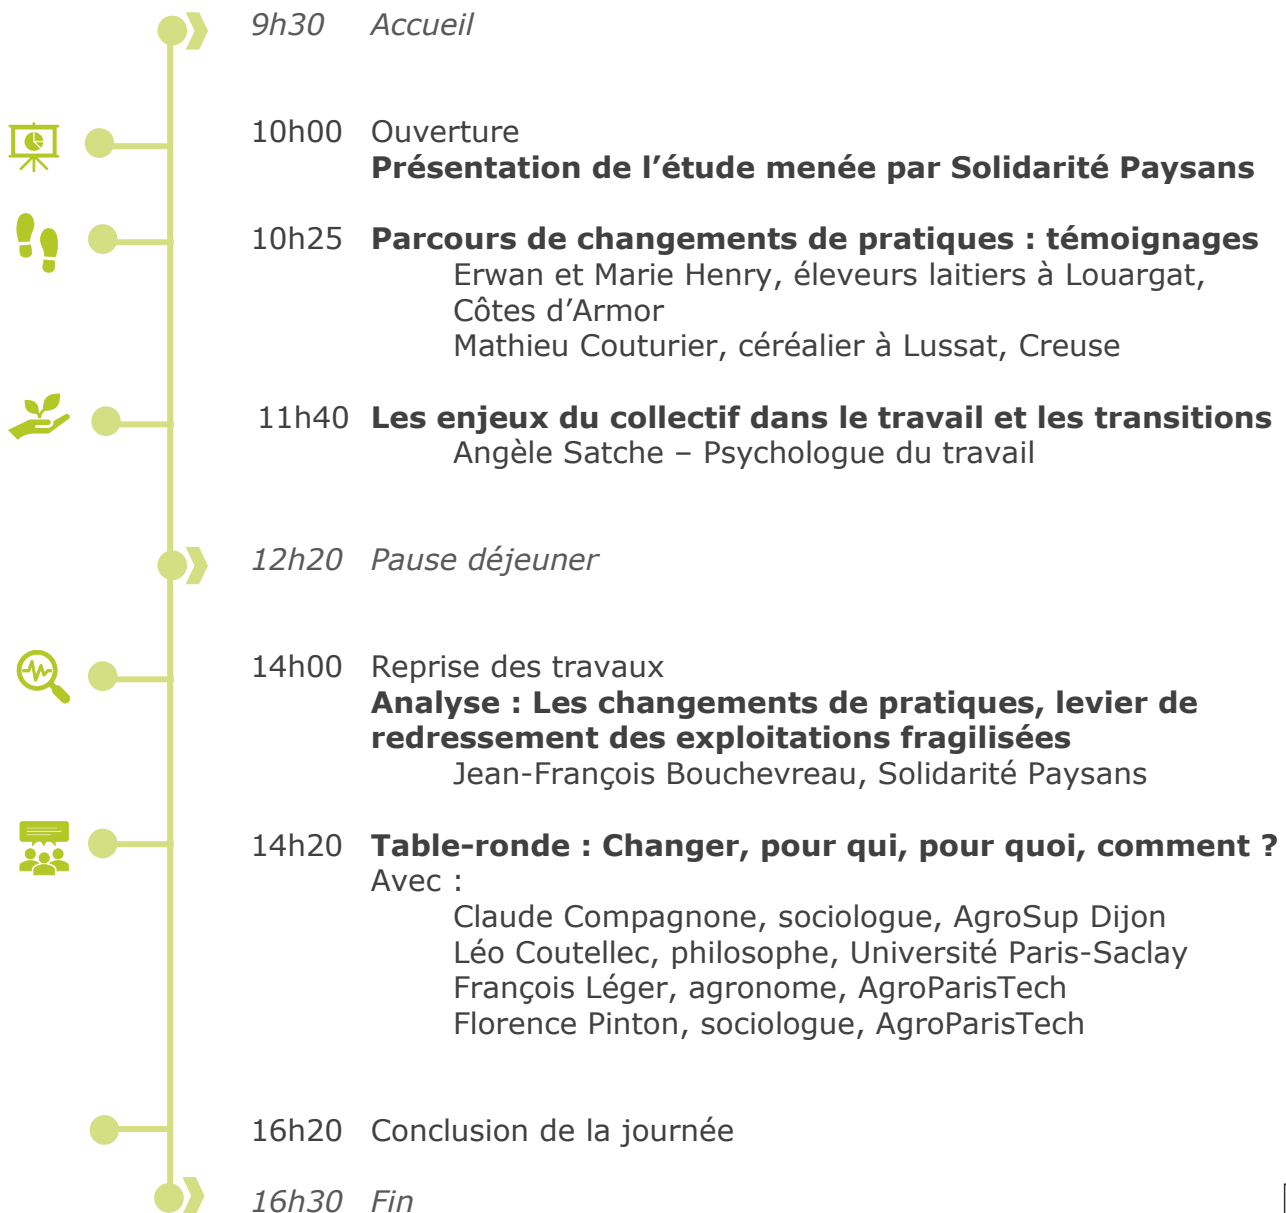 9h30 Accueil
10h00 Ouverture
Présentation de l’étude menée par Solidarité Paysans
10h25 Parcours de changements de pratiques : témoignages
Erwan et Marie Henry, éleveurs laitiers à Louargat,
Côtes d’Armor
Mathieu Couturier, céréalier à Lussat, Creuse
11h40 Les enjeux du collectif dans le travail et les transitions
Angèle Satche – Psychologue du travail
12h20 Pause déjeuner
14h00 Reprise des travaux
Analyse : Les changements de pratiques, levier de
redressement des exploitations fragilisées
Jean-François Bouchevreau, Solidarité Paysans
14h20 Table-ronde : Changer, pour qui, pour quoi, comment ?
Avec :
Claude Compagnone, sociologue, AgroSup Dijon
Léo Coutellec, philosophe, Université Paris-Saclay
François Léger, agronome, AgroParisTech
Florence Pinton, sociologue, AgroParisTech
16h20 Conclusion de la journée
16h30 Fin